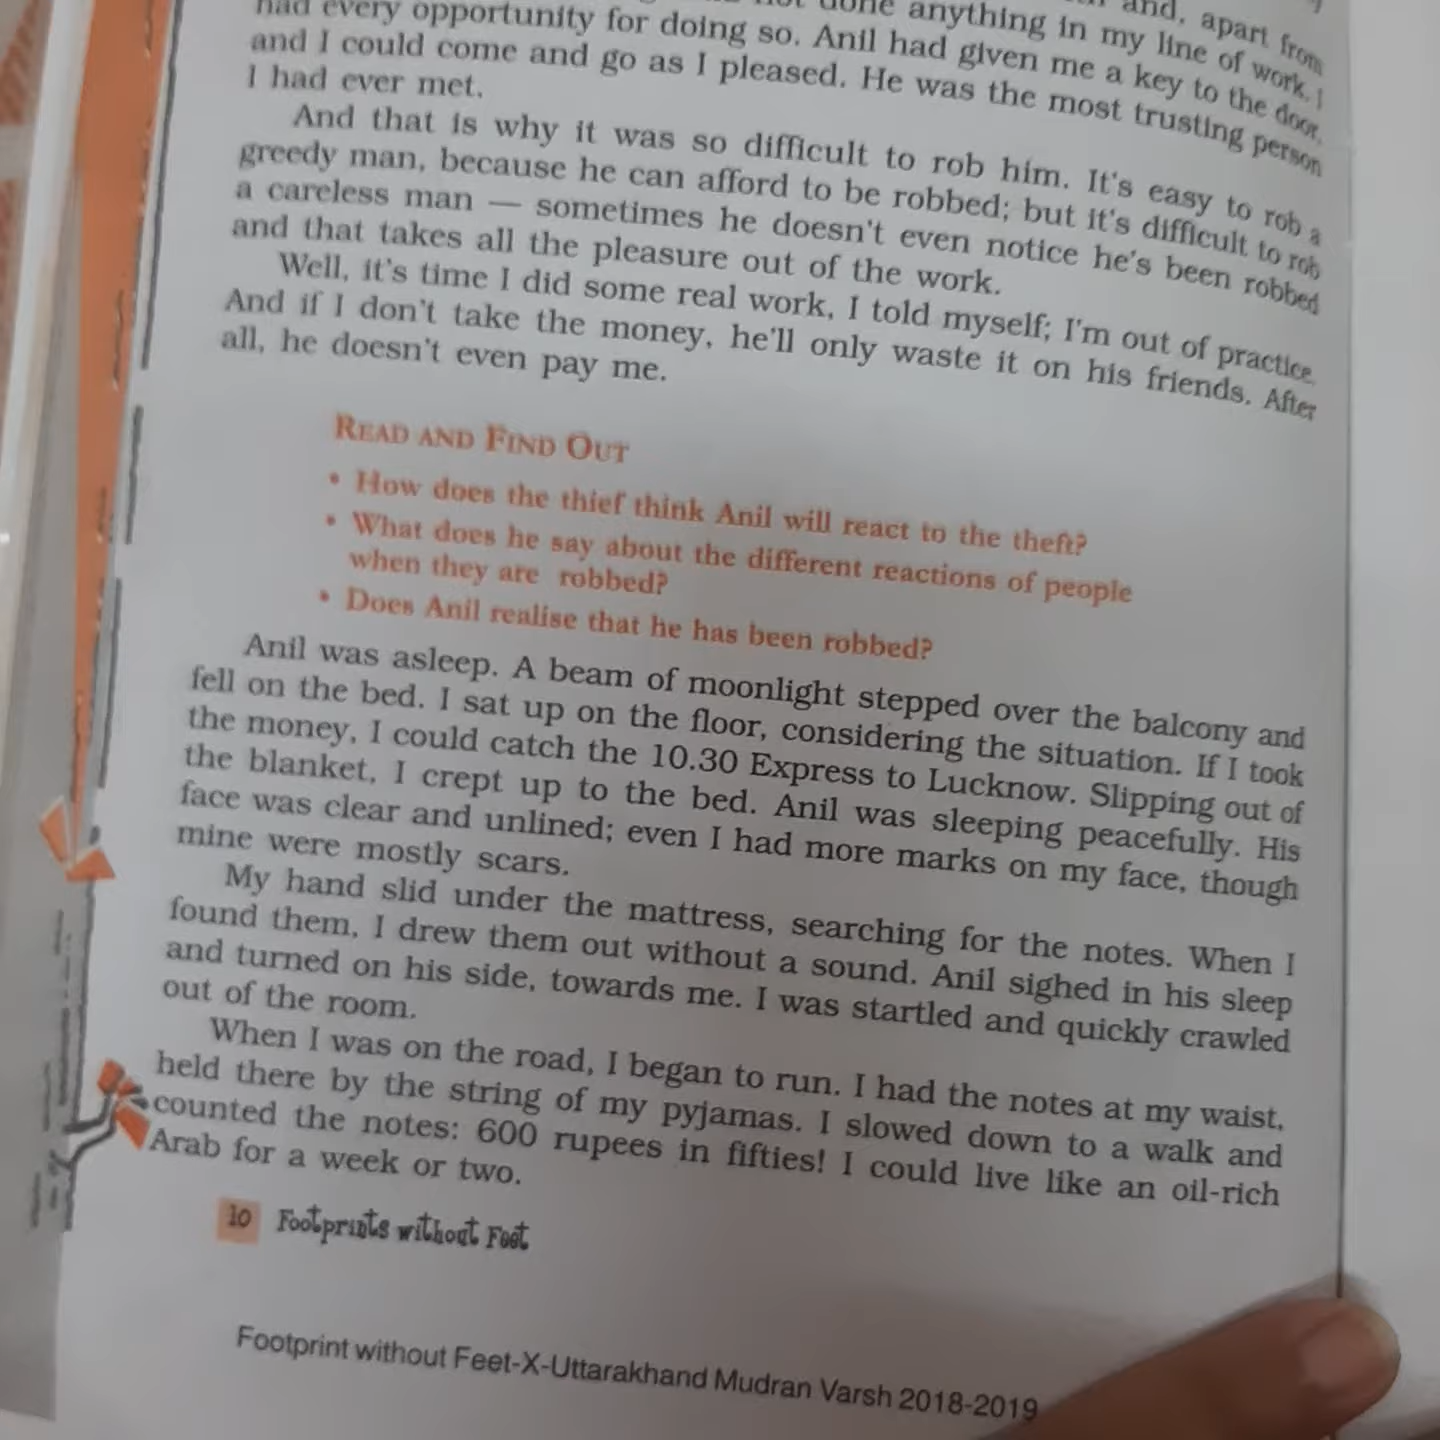 and, apart from
done anything in my line of work. I
had every opportunity for doing so. Anil had given me a key to the door,
and I could come and go as I pleased. He was the most trusting person
I had ever met.
And that is why it was so difficult to rob him. It's easy to rob a
greedy man, because he can afford to be robbed; but it's difficult to rob
a careless man — sometimes he doesn't even notice he's been robbed
and that takes all the pleasure out of the work.
Well, it's time I did some real work, I told myself; I'm out of practice.
And if I don't take the money, he'll only waste it on his friends. After
all, he doesn't even pay me.
READ AND FIND OUT
• How does the thief think Anil will react to the theft?
• What does he say about the different reactions of people
when they are robbed?
• Does Anil realise that he has been robbed?
Anil was asleep. A beam of moonlight stepped over the balcony and
fell on the bed. I sat up on the floor, considering the situation. If I took
the money, I could catch the 10.30 Express to Lucknow. Slipping out of
the blanket, I crept up to the bed. Anil was sleeping peacefully. His
face was clear and unlined; even I had more marks on my face, though
mine were mostly scars.
My hand slid under the mattress, searching for the notes. When I
found them, I drew them out without a sound. Anil sighed in his sleep
and turned on his side, towards me. I was startled and quickly crawled
out of the room.
When I was on the road, I began to run. I had the notes at my waist,
held there by the string of my pyjamas. I slowed down to a walk and
counted the notes: 600 rupees in fifties! I could live like an oil-rich
Arab for a week or two.
10 Footprints without Feet
Footprint without Feet-X-Uttarakhand Mudran Varsh 2018-2019